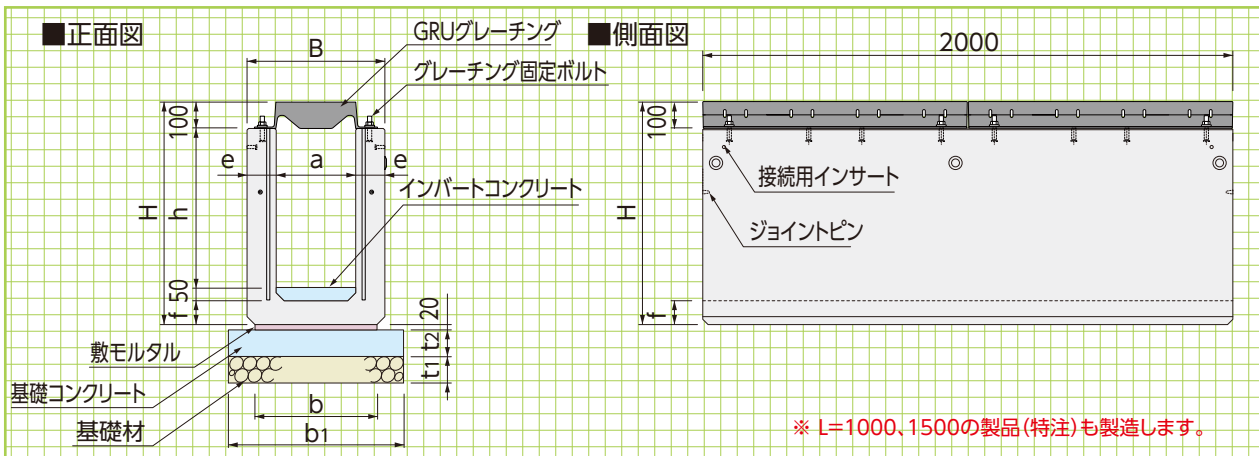 ■正面図
GRUグレーチング
B
グレーチング固定ボルト
100
e
a
e
インバートコンクリート
H
h
50
f
20
敷モルタル
t2
基礎コンクリート
t1
基礎材
b
b1
■側面図
2000
100
接続用インサート
H
ジョイントピン
f
※ L=1000、1500の製品(特注)も製造します。